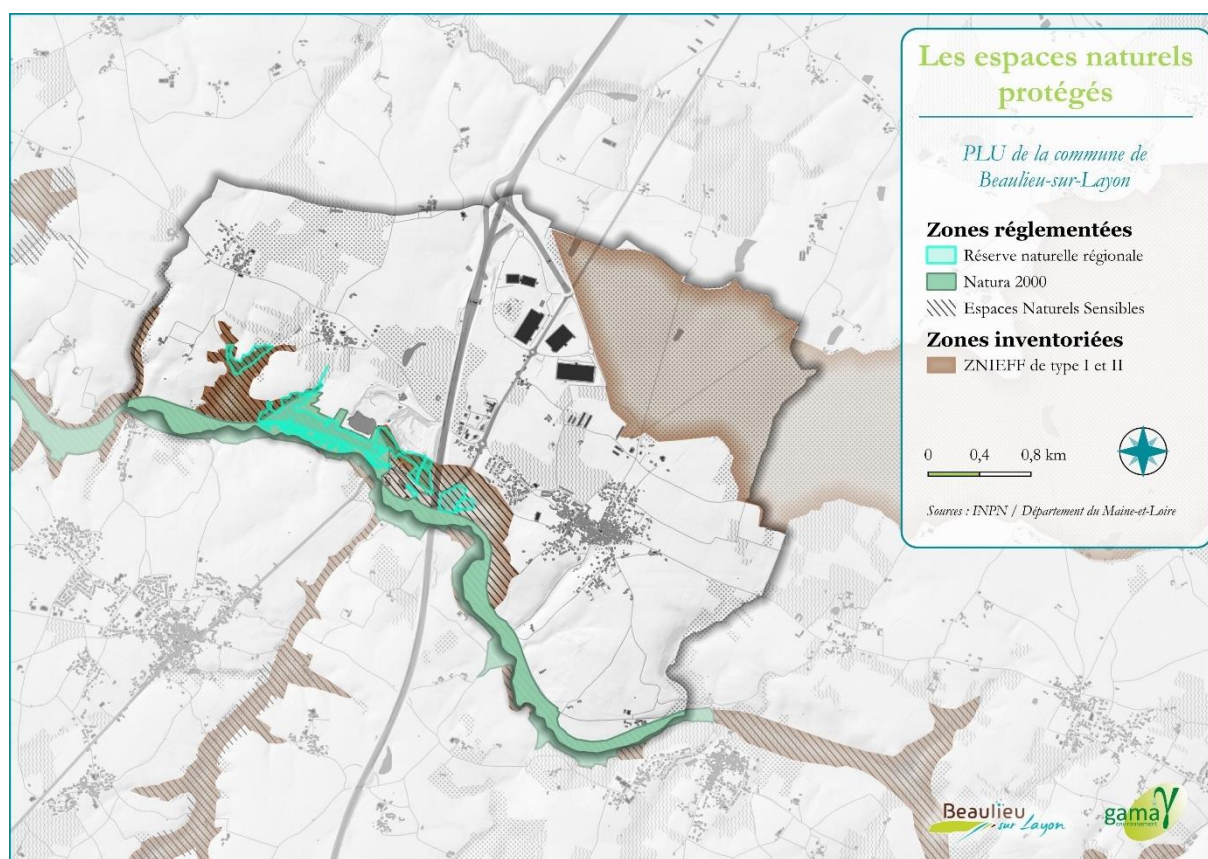 Les espaces naturels
protégés
PLU de la commune de
Beaulieu-sur-Layon
Zones réglementées
Réserve naturelle régionale
Natura 2000
Espaces Naturels Sensibles
Zones inventoriées
ZNIEFF de type I et II
0 0,4 0,8 km
Sources : INPN / Département du Maine-et-Loire
Beaulieu
sur Layon
gama
environnement